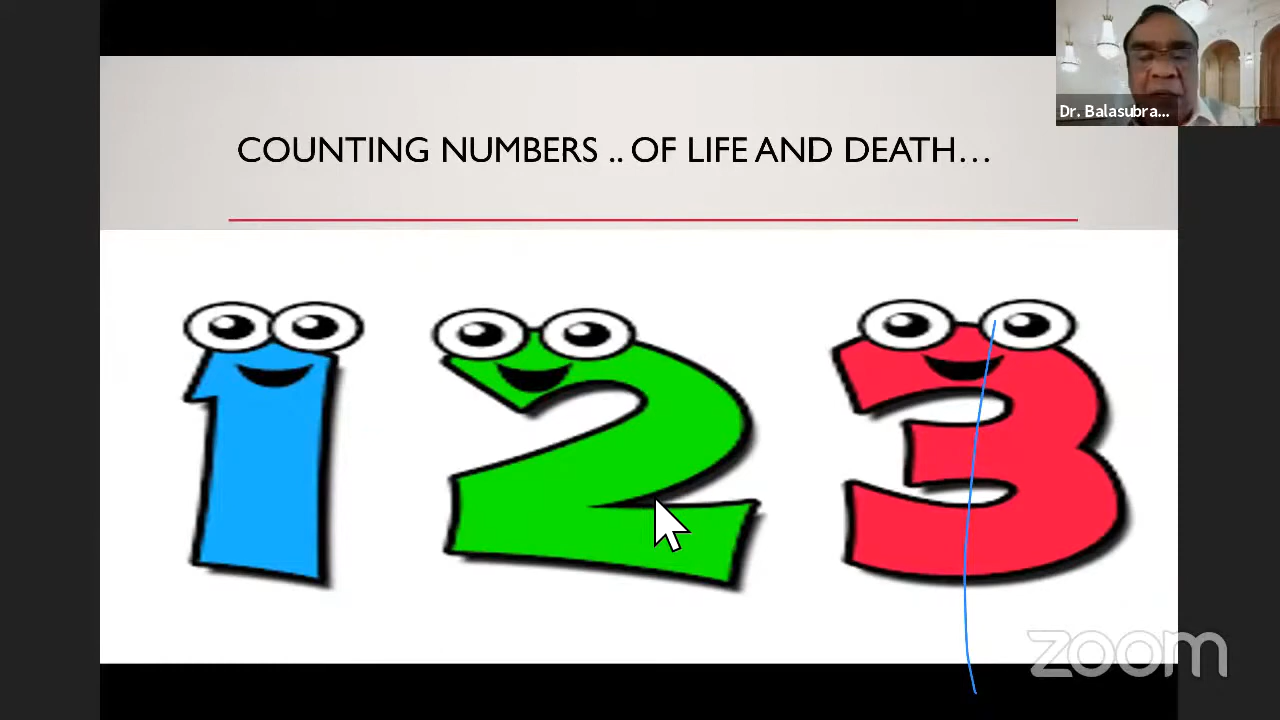 Dr. Balasubra...
COUNTING NUMBERS .. OF LIFE AND DEATH...
1 2 3
zoom